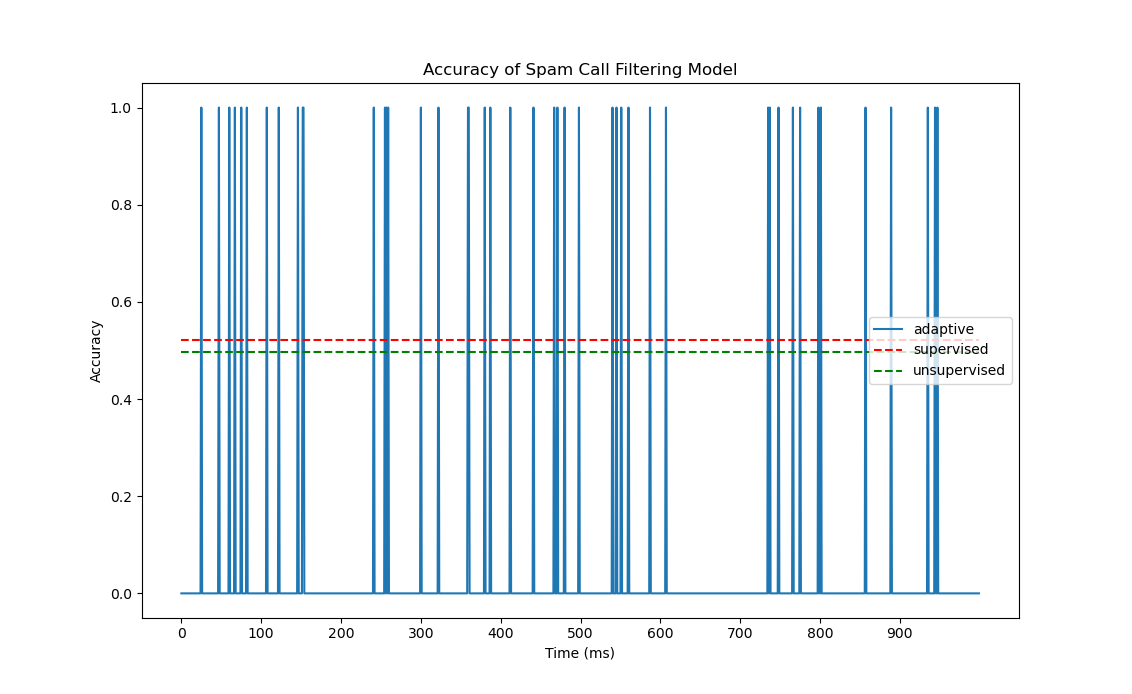 Accuracy of Spam Call Filtering Model
1.0
0.8
0.6
0.4
0.2
0.0
Accuracy
adaptive
supervised
unsupervised
0 100 200 300 400 500 600 700 800 900
Time (ms)